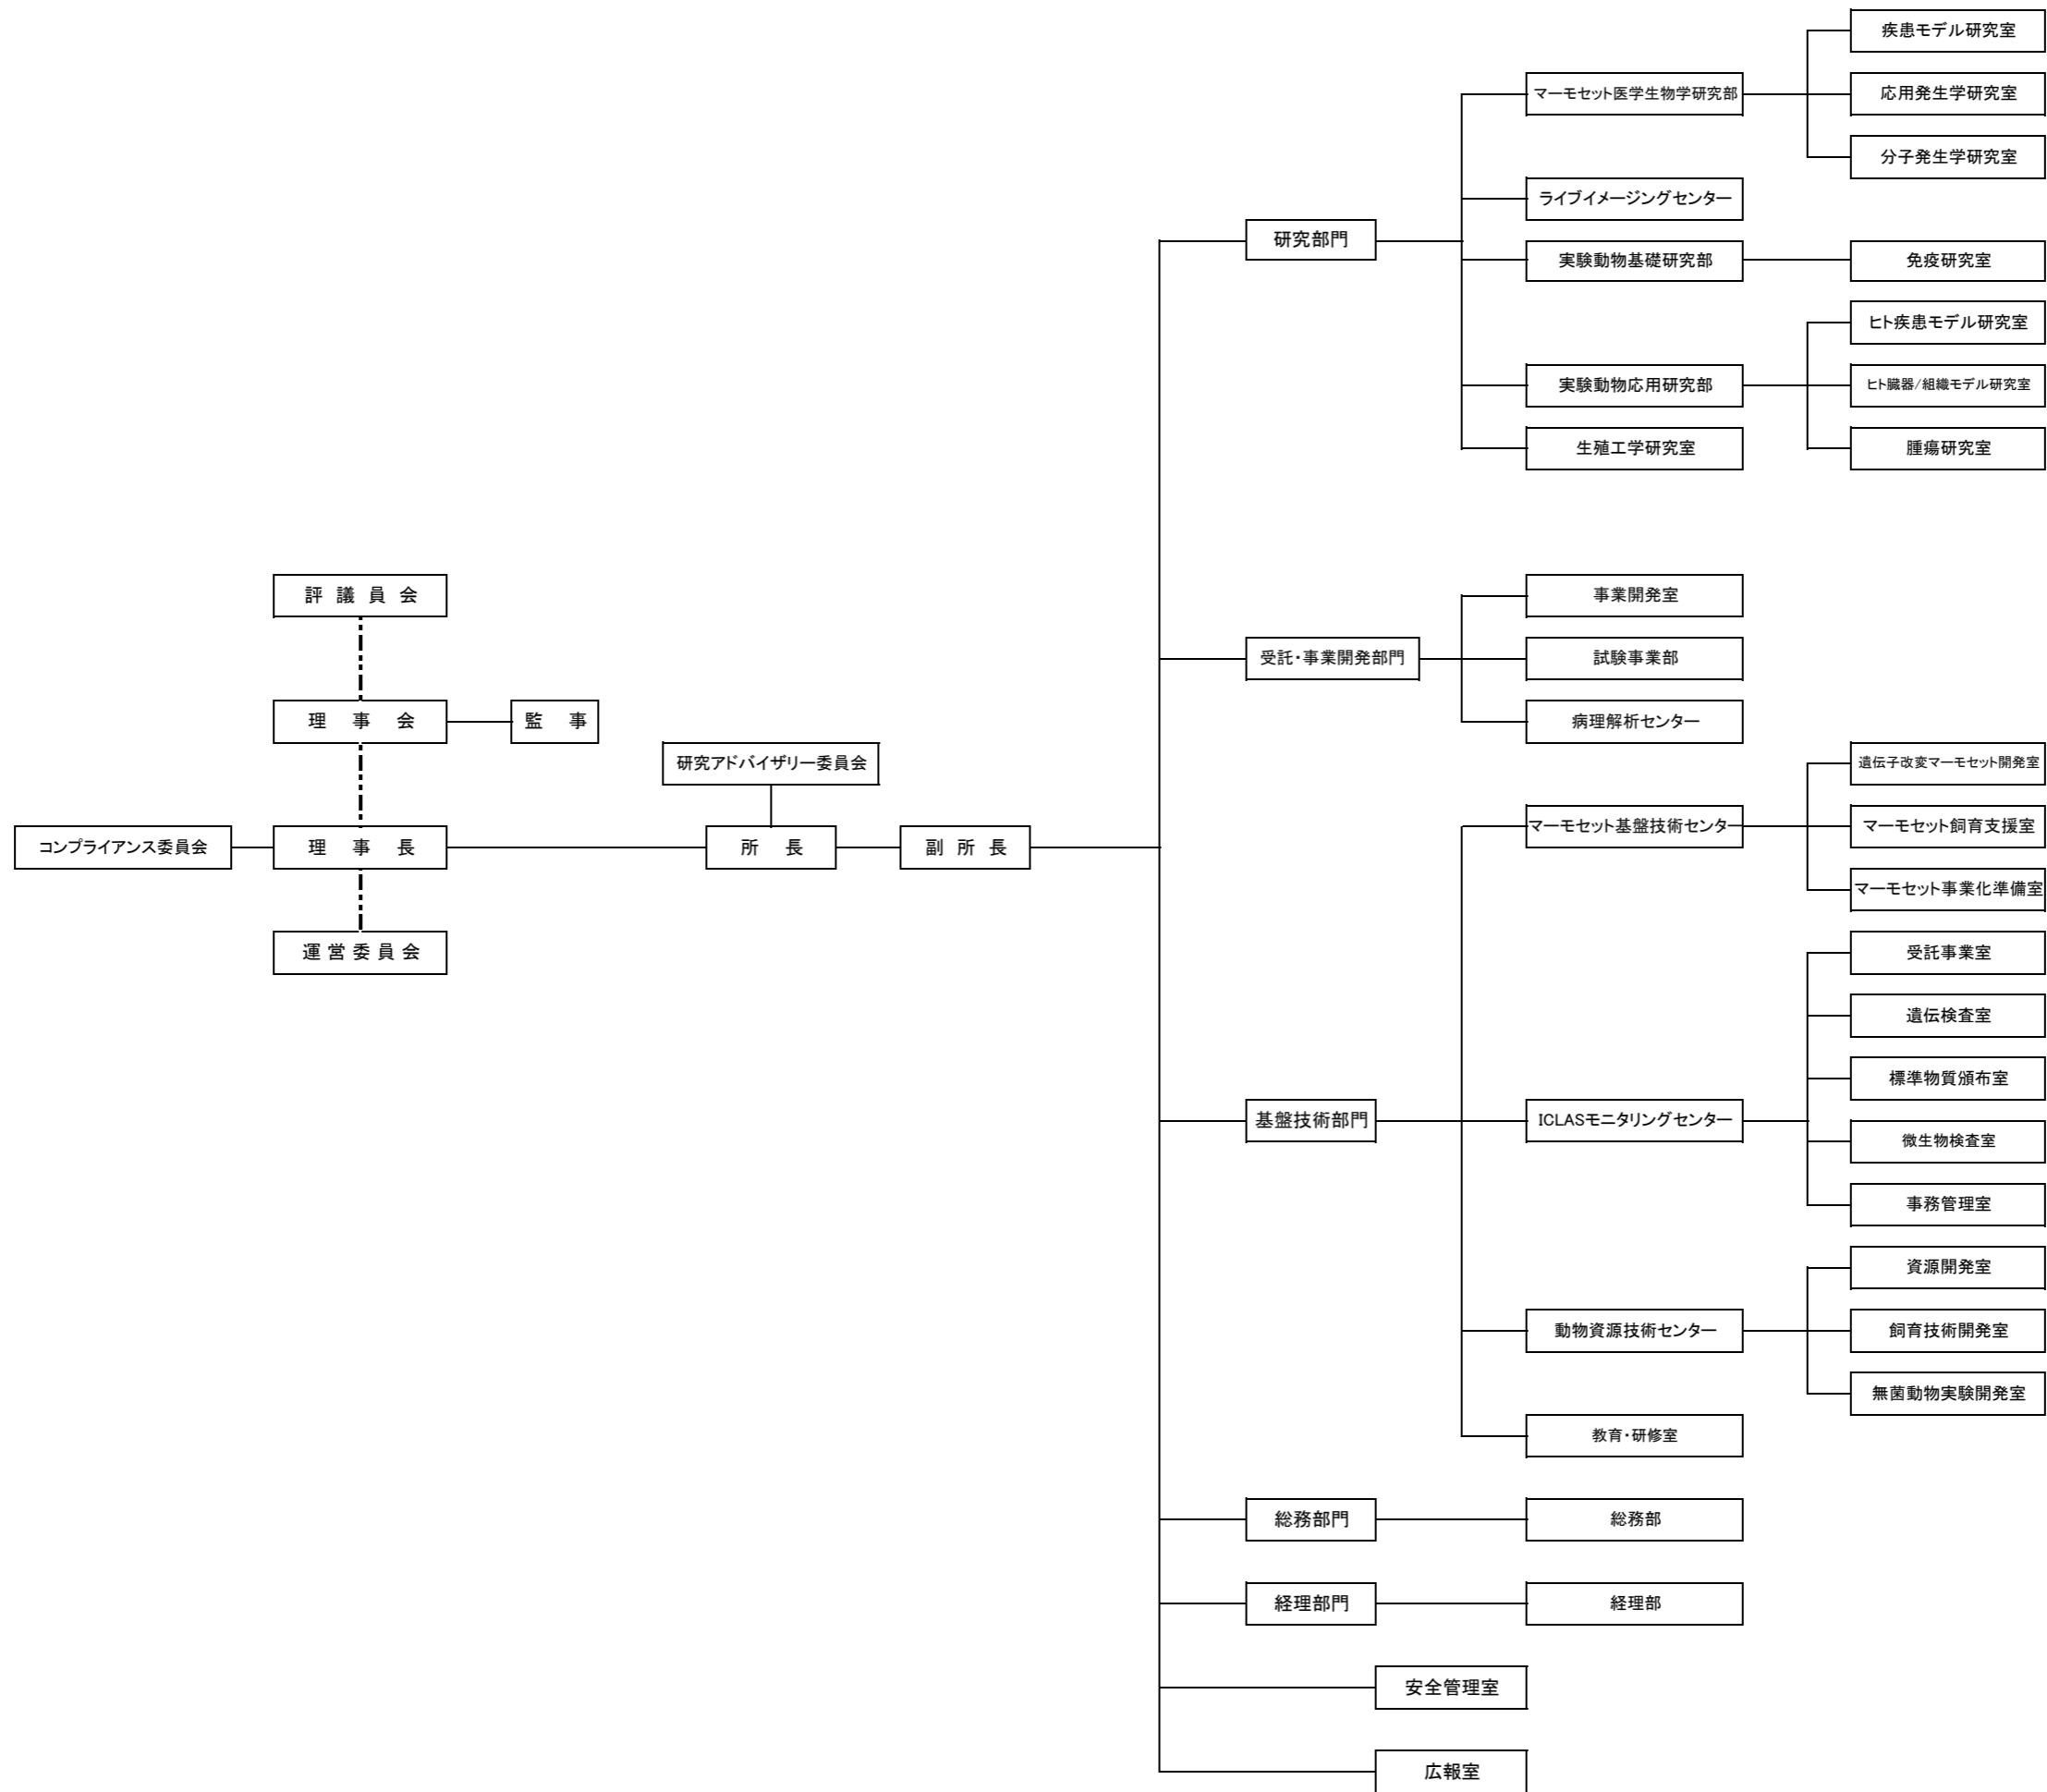 疾患モデル研究室
マーモセット医学生物学研究部
応用発生学研究室
分子発生学研究室
ライブイメージングセンター
研究部門
実験動物基礎研究部
免疫研究室
ヒト疾患モデル研究室
実験動物応用研究部
ヒト臓器/組織モデル研究室
生殖工学研究室
腫瘍研究室
評議員会
事業開発室
受託・事業開発部門
試験事業部
理事会
監事
病理解析センター
研究アドバイザリー委員会
遺伝子改変マーモセット開発室
マーモセット基盤技術センター
マーモセット飼育支援室
コンプライアンス委員会
理事長
所長
副所長
マーモセット事業化準備室
運営委員会
受託事業室
遺伝検査室
標準物質頒布室
基盤技術部門
ICLASモニタリングセンター
微生物検査室
事務管理室
資源開発室
動物資源技術センター
飼育技術開発室
無菌動物実験開発室
教育・研修室
総務部門
総務部
経理部門
経理部
安全管理室
広報室